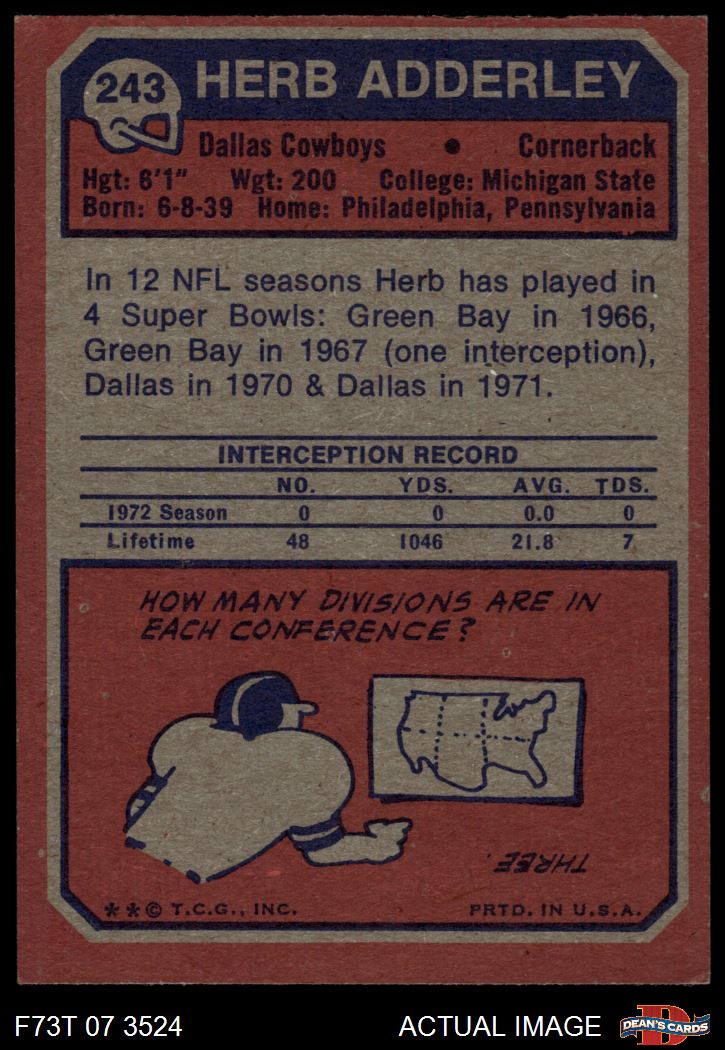 243 HERB ADDERLEY
Dallas Cowboys • Cornerback
Hgt: 6'1" Wgt: 200 College: Michigan State
Born: 6-8-39 Home: Philadelphia, Pennsylvania
In 12 NFL seasons Herb has played in
4 Super Bowls: Green Bay in 1966,
Green Bay in 1967 (one interception),
Dallas in 1970 & Dallas in 1971.
INTERCEPTION RECORD
NO. YDS. AVG. TDS.
1972 Season 0 0 0.0 0
Lifetime 48 1046 21.8 7
HOW MANY DIVISIONS ARE IN
EACH CONFERENCE?
THREE.
**© T.C.G., INC. PRTD. IN U.S.A.
F73T 07 3524 ACTUAL IMAGE D DEAN'S CARDS